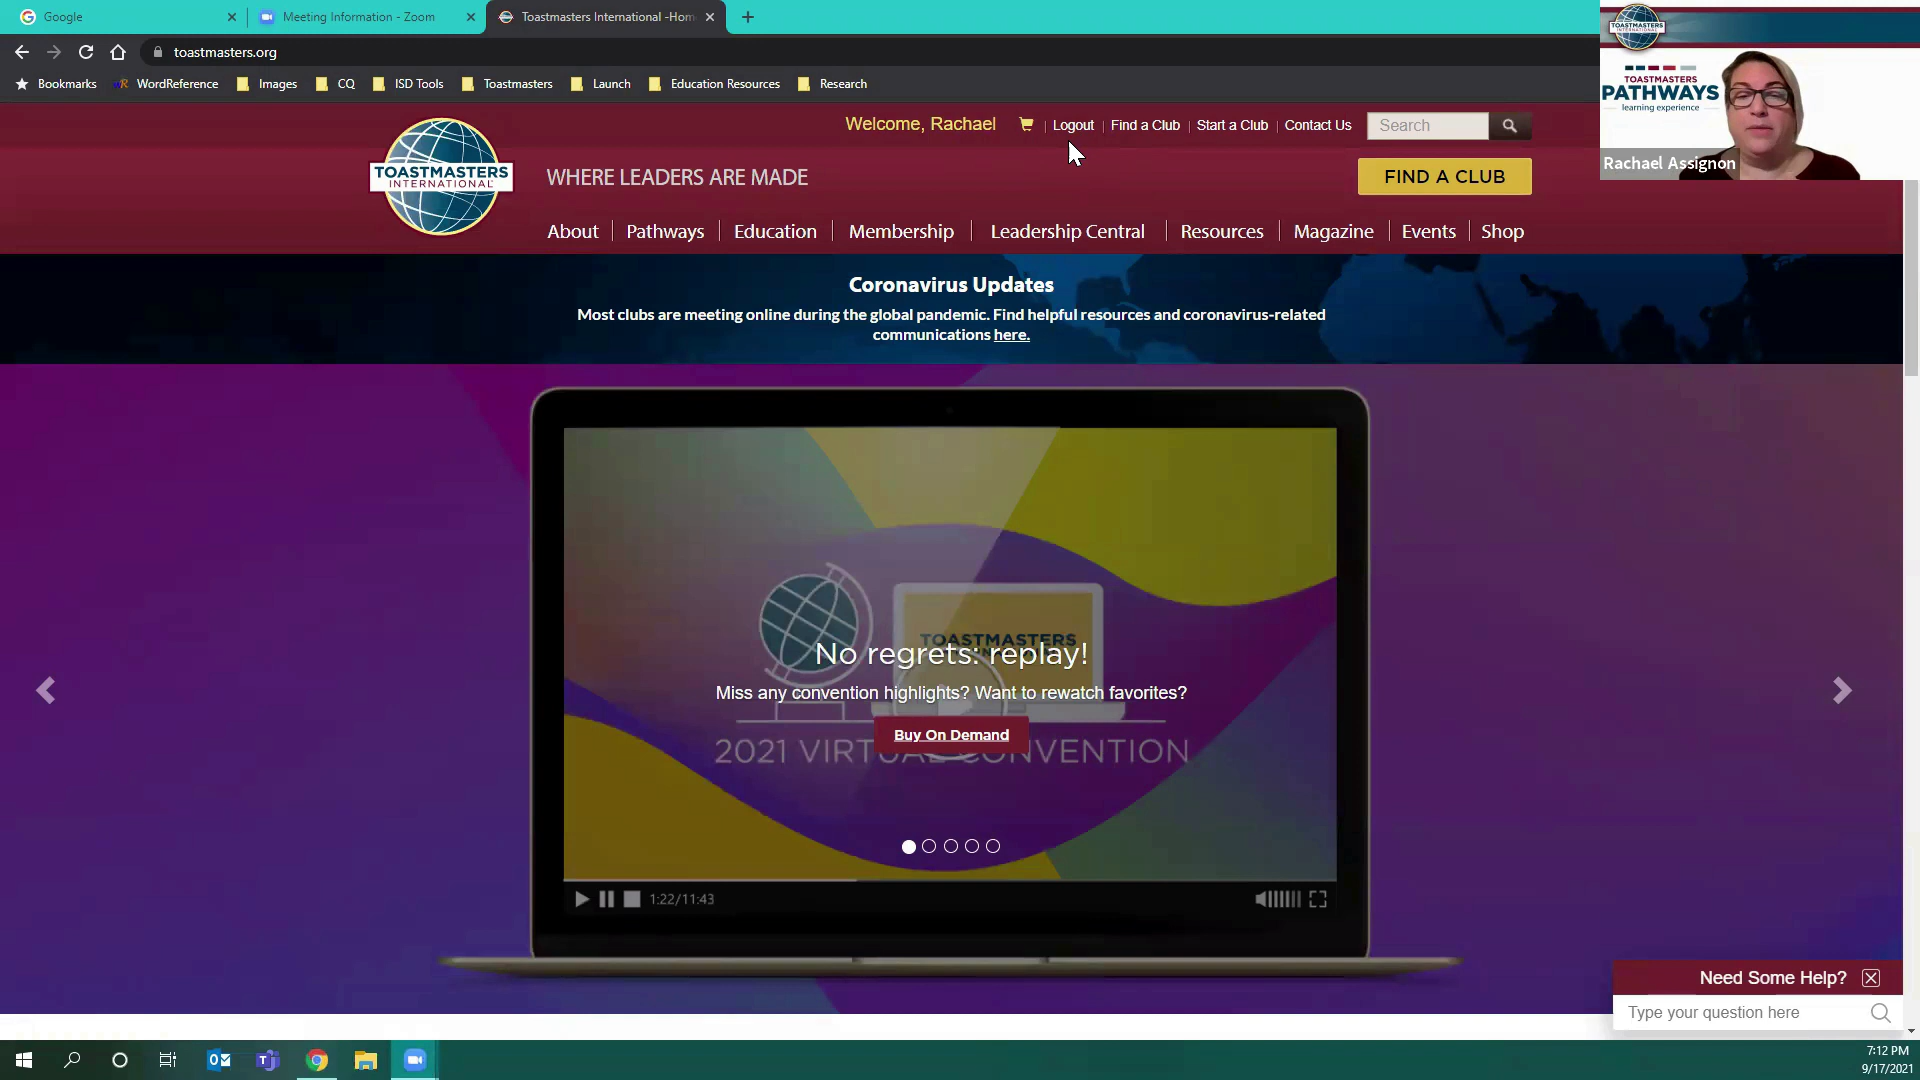 Google
Meeting Information - Zoom
Toastmasters International -Hom
toastmasters.org
Bookmarks
WordReference
Images
CQ
ISD Tools
Toastmasters
Launch
Education Resources
Research
Welcome, Rachael
Logout
Find a Club
Start a Club
Contact Us
Search
TOASTMASTERS
INTERNATIONAL
WHERE LEADERS ARE MADE
FIND A CLUB
About
Pathways
Education
Membership
Leadership Central
Resources
Magazine
Events
Shop
TOASTMASTERS
INTERNATIONAL
TOASTMASTERS
PATHWAYS
learning experience
Rachael Assignon
Coronavirus Updates
Most clubs are meeting online during the global pandemic. Find helpful resources and coronavirus-related
communications here.
TOASTMASTERS
No regrets: replay!
Miss any convention highlights? Want to rewatch favorites?
Buy On Demand
2021 VIRTUAL CONVENTION
1:22/11:43
Need Some Help?
Type your question here
7:12 PM
9/17/2021